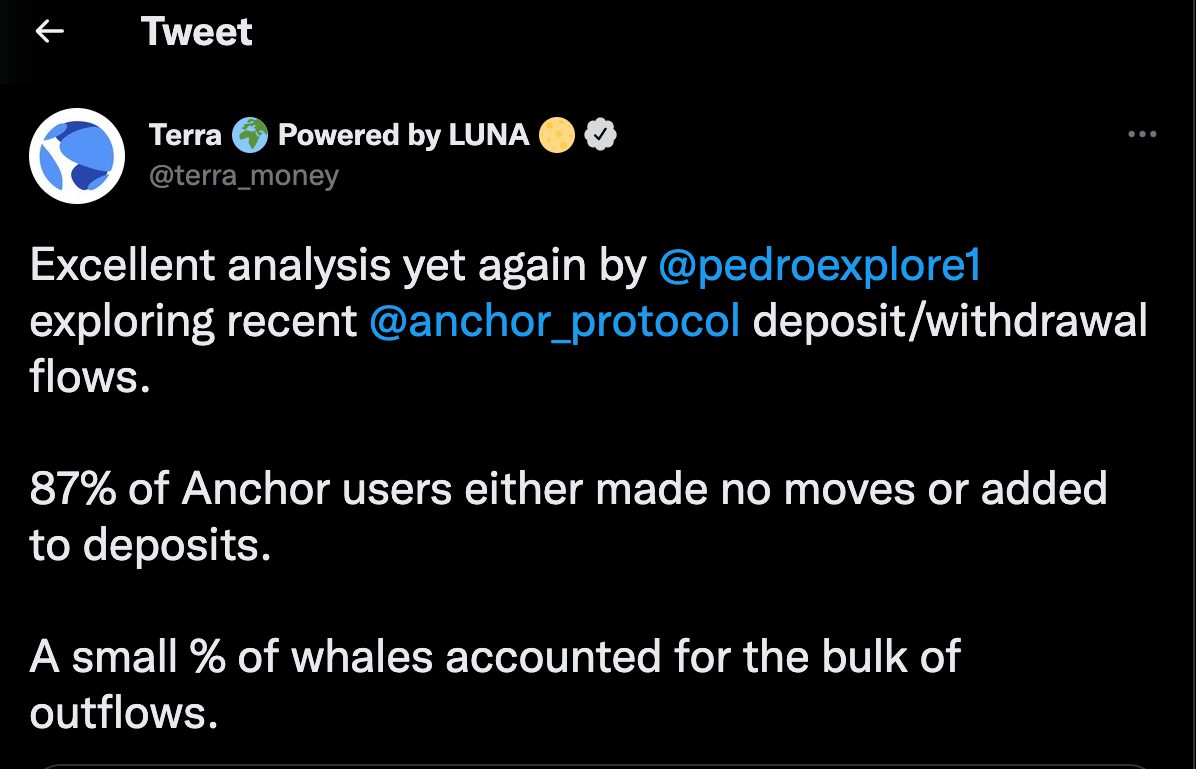 Tweet
Terra 🌍 Powered by LUNA 🌕
@terra_money
Excellent analysis yet again by @pedroexplore1
exploring recent @anchor_protocol deposit/withdrawal
flows.
87% of Anchor users either made no moves or added
to deposits.
A small % of whales accounted for the bulk of
outflows.